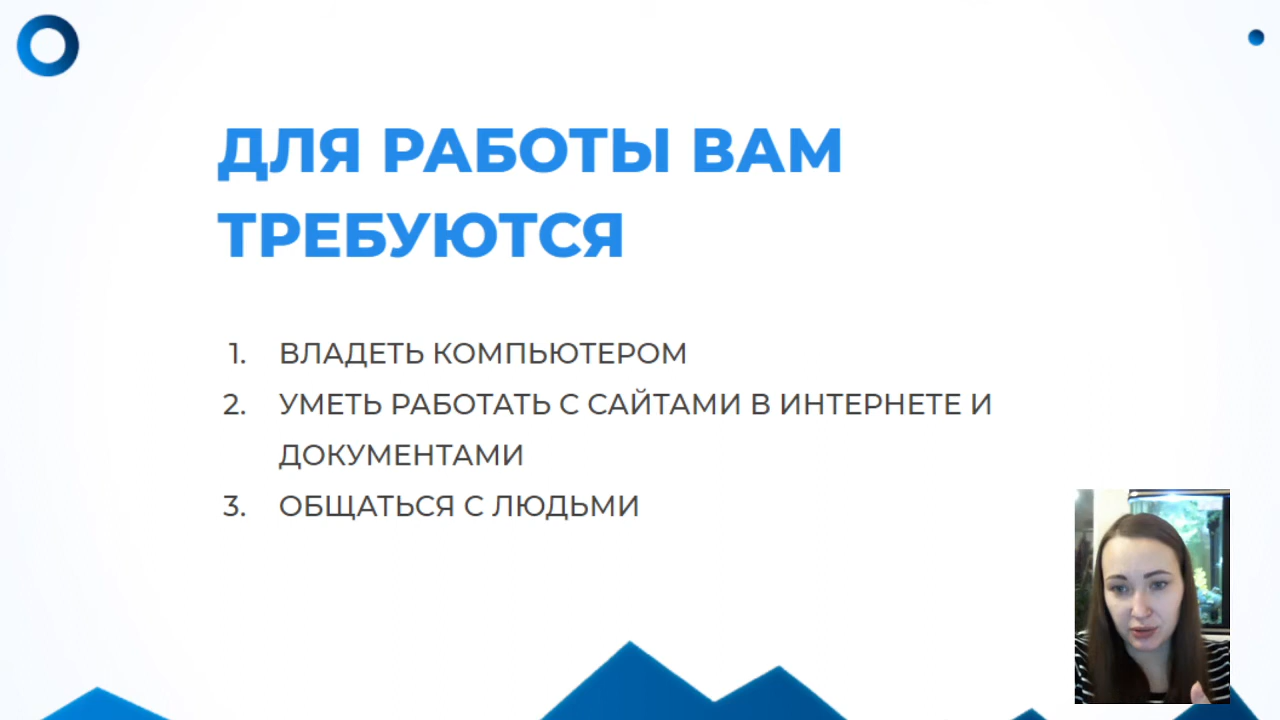 ДЛЯ РАБОТЫ ВАМ
ТРЕБУЮТСЯ
1. ВЛАДЕТЬ КОМПЬЮТЕРОМ
2. УМЕТЬ РАБОТАТЬ С САЙТАМИ В ИНТЕРНЕТЕ И
ДОКУМЕНТАМИ
3. ОБЩАТЬСЯ С ЛЮДЬМИ